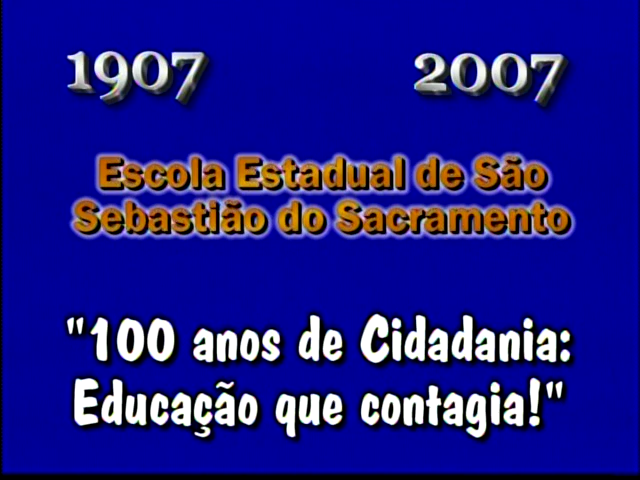 1907 2007
Escola Estadual de São
Sebastião do Sacramento
"100 anos de Cidadania:
Educação que contagia!"